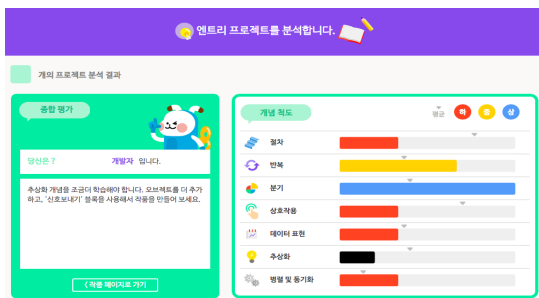 엔트리 프로젝트를 분석합니다.
개의 프로젝트 분석 결과
종합 평가
당신은 ? 개발자 입니다.
추상화 개념을 조금더 학습해야 합니다. 오브젝트를 더 추가
하고, '신호보내기' 블록을 사용해서 작품을 만들어 보세요.
< 작품 페이지로 가기
개념 척도
평균 하 중 상
절차
반복
분기
상호작용
데이터 표현
추상화
병렬 및 동기화